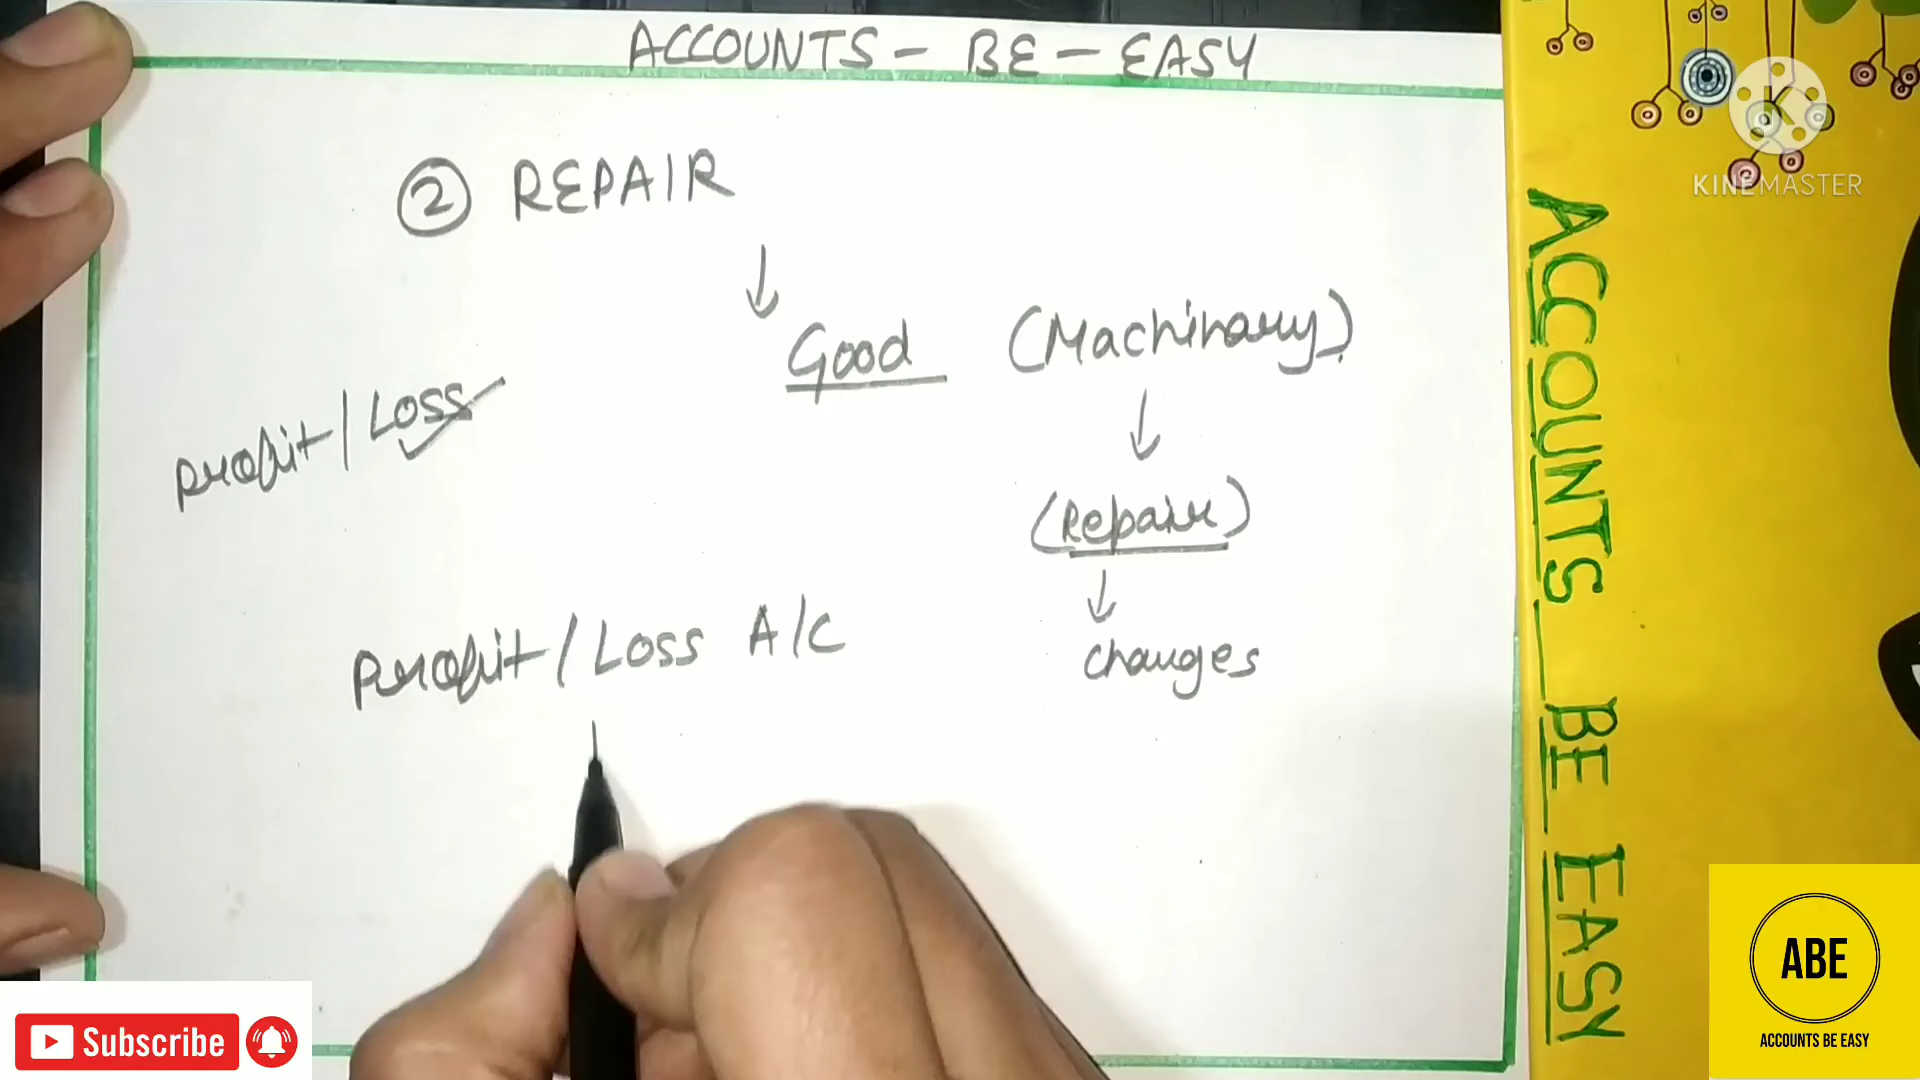 ACCOUNTS - BE - EASY
② REPAIR
Good (Machinary)
Profit / Loss
(Repair)
Profit / Loss A/C
changes
KINEMASTER
ACCOUNTS BE EASY
ABE
ACCOUNTS BE EASY
Subscribe